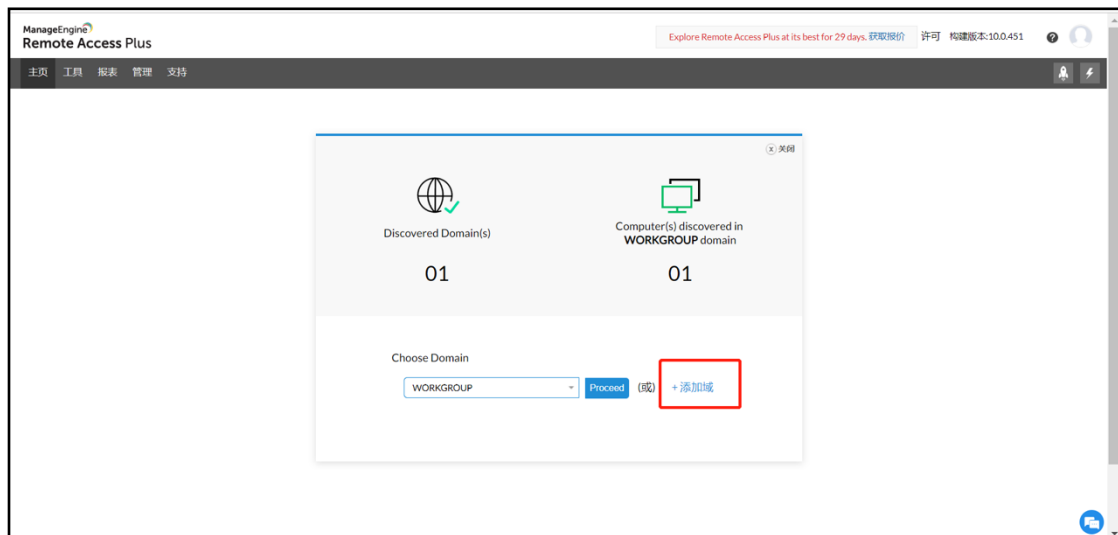 ManageEngine
Remote Access Plus
Explore Remote Access Plus at its best for 29 days. 获取报价 许可 构建版本:10.0.451
主页 工具 报表 管理 支持
关闭
Discovered Domain(s)
01
Computer(s) discovered in
WORKGROUP domain
01
Choose Domain
WORKGROUP Proceed (或) +添加域